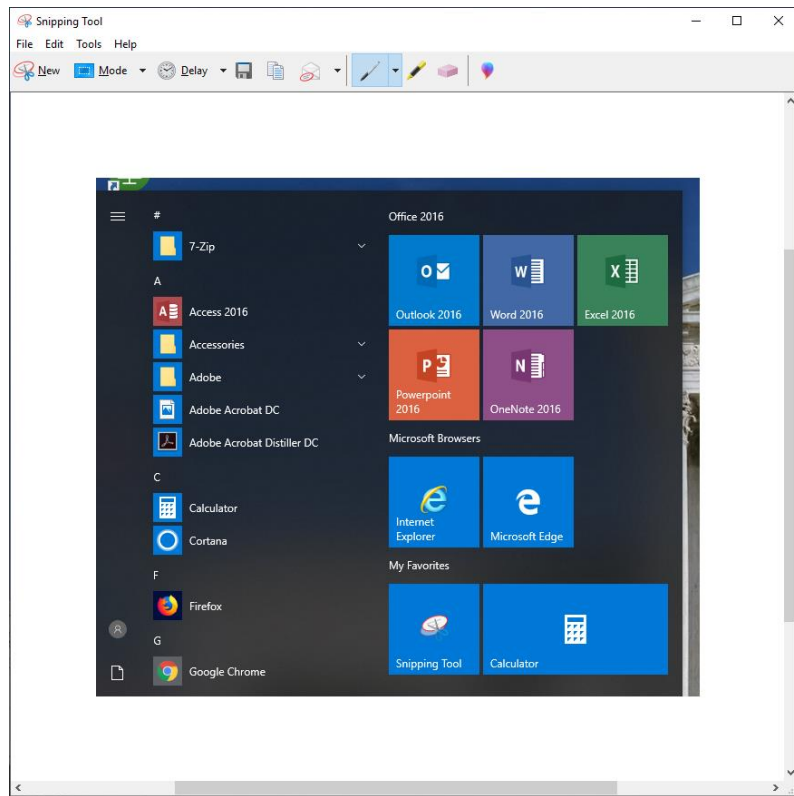 Snipping Tool
File Edit Tools Help
New Mode Delay
#
7-Zip
A
Access 2016
Accessories
Adobe
Adobe Acrobat DC
Adobe Acrobat Distiller DC
C
Calculator
Cortana
F
Firefox
G
Google Chrome
Office 2016
Outlook 2016 Word 2016 Excel 2016
Powerpoint
2016 OneNote 2016
Microsoft Browsers
Internet
Explorer Microsoft Edge
My Favorites
Snipping Tool Calculator